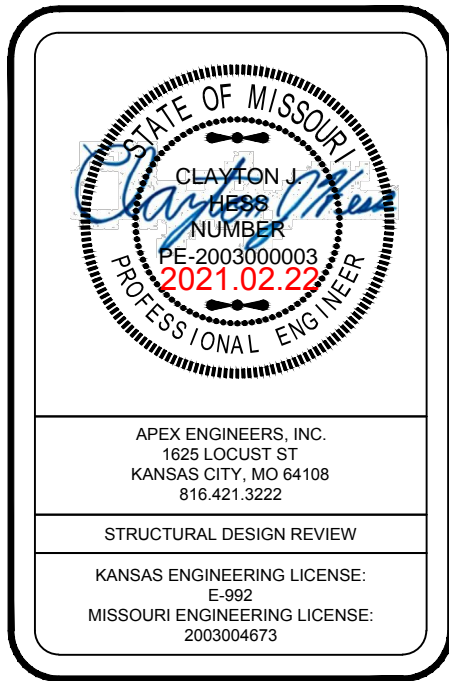 STATE OF MISSOURI
CLAYTON J.
HESS
NUMBER
PE-2003000003
2021.02.22
PROFESSIONAL ENGINEER
Clayton J Hess
APEX ENGINEERS, INC.
1625 LOCUST ST
KANSAS CITY, MO 64108
816.421.3222
STRUCTURAL DESIGN REVIEW
KANSAS ENGINEERING LICENSE:
E-992
MISSOURI ENGINEERING LICENSE:
2003004673